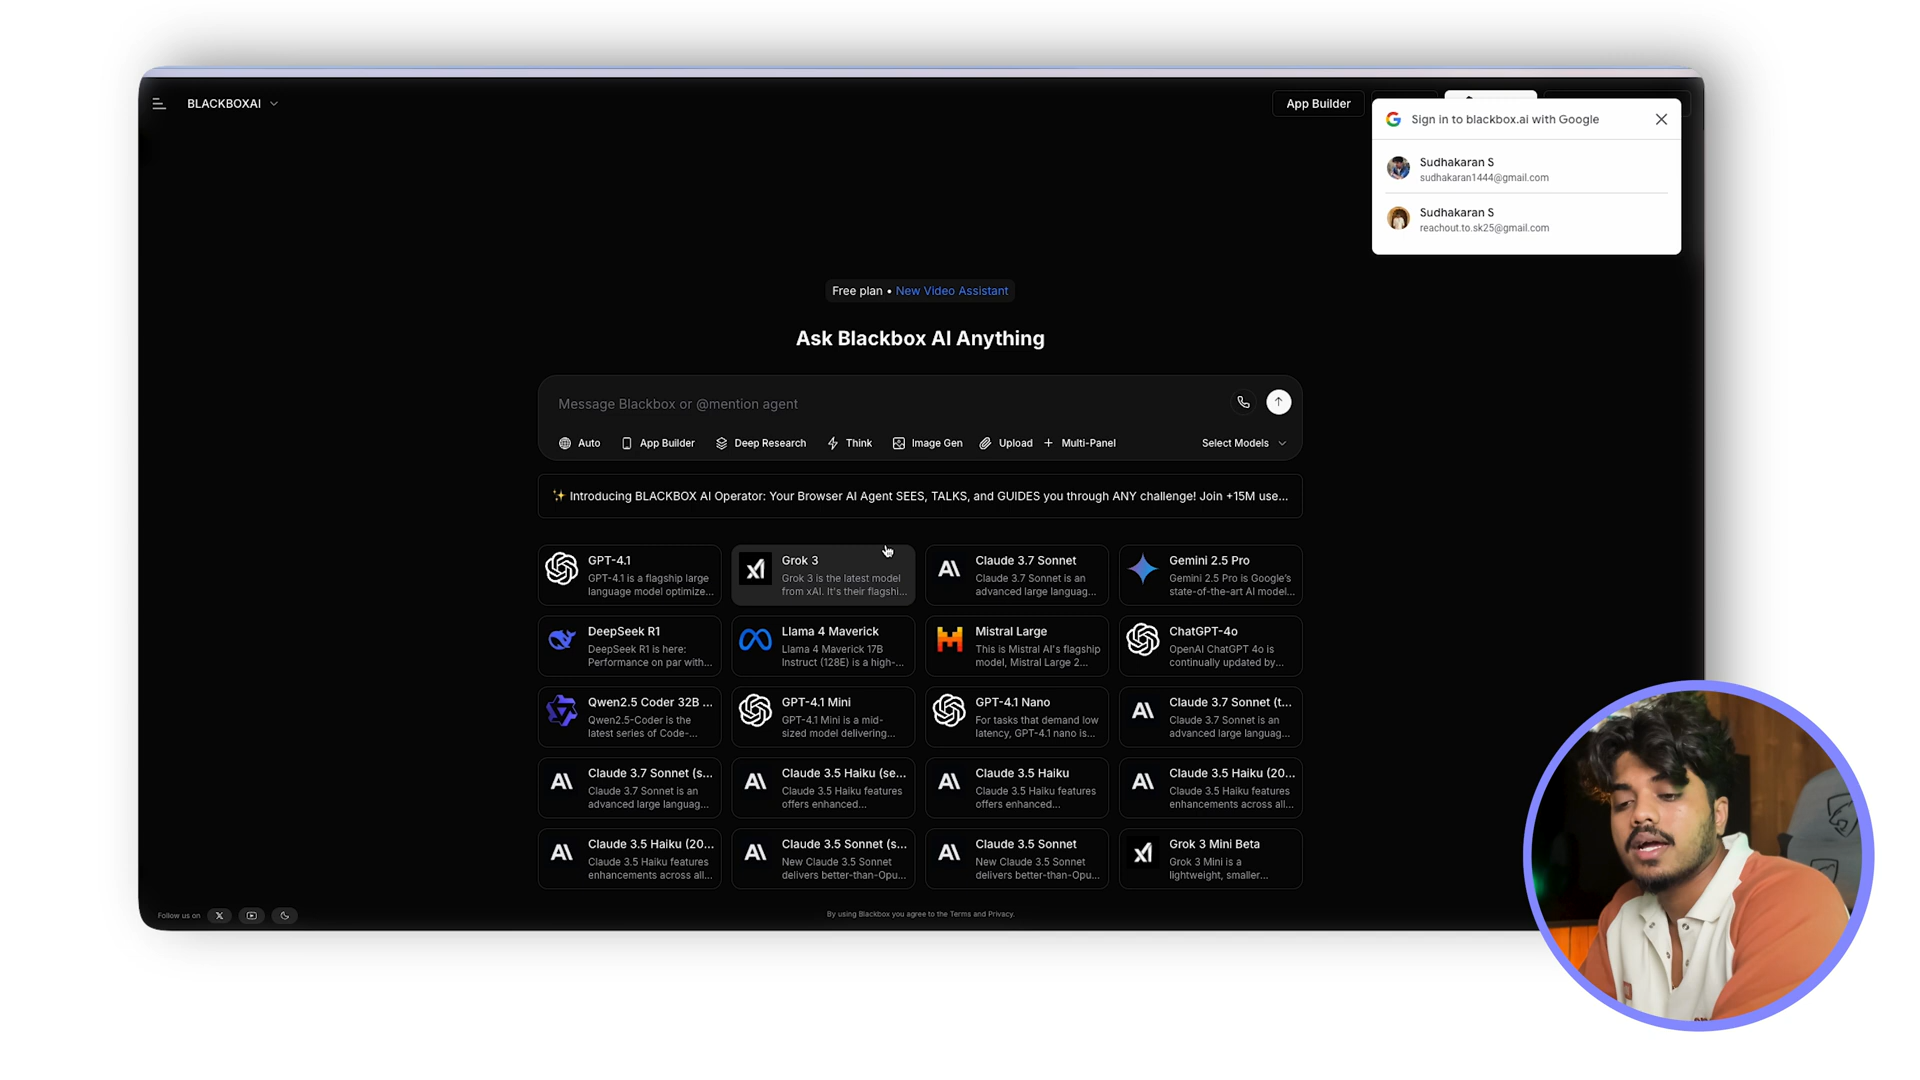 BLACKBOXAI
App Builder
Sign in to blackbox.ai with Google
Sudhakaran S
sudhakaran1444@gmail.com
Sudhakaran S
reachout.to.sk25@gmail.com
Free plan • New Video Assistant
Ask Blackbox AI Anything
Message Blackbox or @mention agent
Auto App Builder Deep Research Think Image Gen Upload + Multi-Panel Select Models
✨ Introducing BLACKBOX AI Operator: Your Browser AI Agent SEES, TALKS, and GUIDES you through ANY challenge! Join +15M use...
GPT-4.1
GPT-4.1 is a flagship large
language model optimize...
Grok 3
Grok 3 is the latest model
from xAI. It's their flagshi...
Claude 3.7 Sonnet
Claude 3.7 Sonnet is an
advanced large languag...
Gemini 2.5 Pro
Gemini 2.5 Pro is Google's
state-of-the-art AI model...
DeepSeek R1
DeepSeek R1 is here:
Performance on par with...
Llama 4 Maverick
Llama 4 Maverick 17B
Instruct (128E) is a high-...
Mistral Large
This is Mistral AI's flagship
model, Mistral Large 2...
ChatGPT-4o
OpenAI ChatGPT 4o is
continually updated by...
Qwen2.5 Coder 32B ...
Qwen2.5-Coder is the
latest series of Code-...
GPT-4.1 Mini
GPT-4.1 Mini is a mid-
sized model delivering...
GPT-4.1 Nano
For tasks that demand low
latency, GPT-4.1 nano is...
Claude 3.7 Sonnet (t...
Claude 3.7 Sonnet is an
advanced large languag...
Claude 3.7 Sonnet (s...
Claude 3.7 Sonnet is an
advanced large languag...
Claude 3.5 Haiku (se...
Claude 3.5 Haiku features
offers enhanced...
Claude 3.5 Haiku
Claude 3.5 Haiku features
offers enhanced...
Claude 3.5 Haiku (20...
Claude 3.5 Haiku features
enhancements across all...
Claude 3.5 Haiku (20...
Claude 3.5 Haiku features
enhancements across all...
Claude 3.5 Sonnet (s...
New Claude 3.5 Sonnet
delivers better-than-Opu...
Claude 3.5 Sonnet
New Claude 3.5 Sonnet
delivers better-than-Opu...
Grok 3 Mini Beta
Grok 3 Mini is a
lightweight, smaller...
Follow us on
By using Blackbox you agree to the Terms and Privacy.